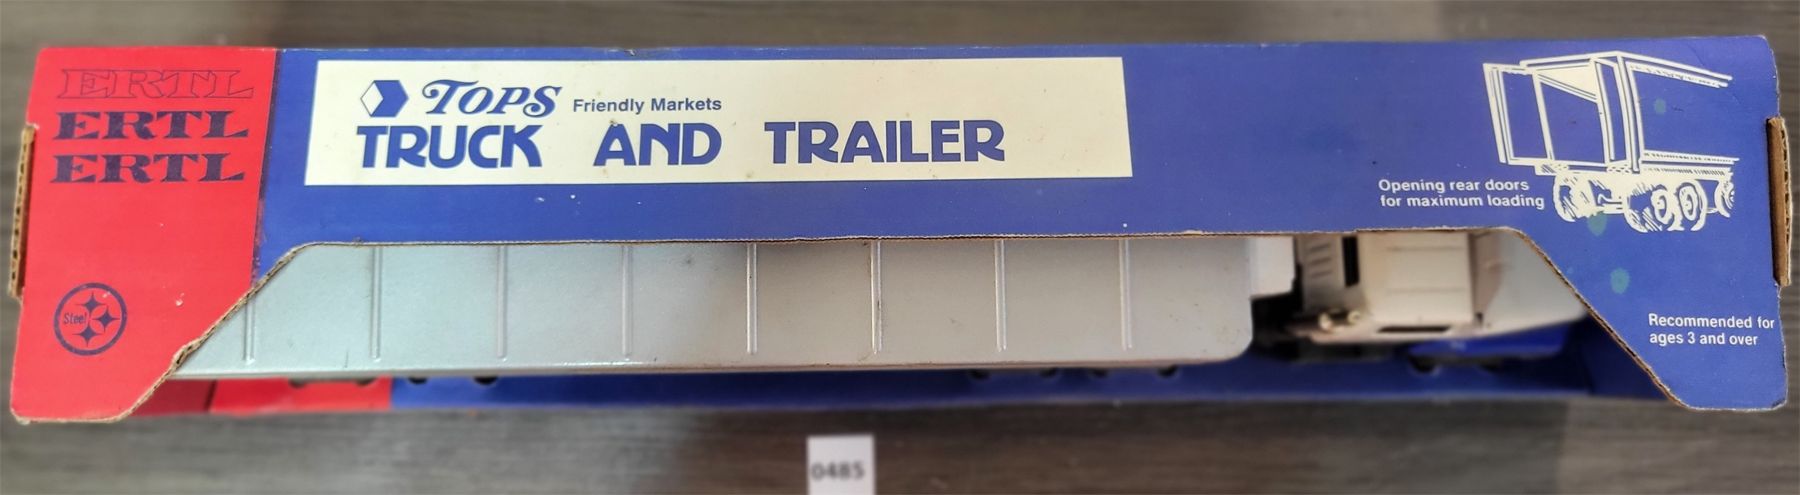 ERTL
ERTL
ERTL
TOPS Friendly Markets
TRUCK AND TRAILER
Opening rear doors
for maximum loading
Steel
Recommended for
ages 3 and over
0485